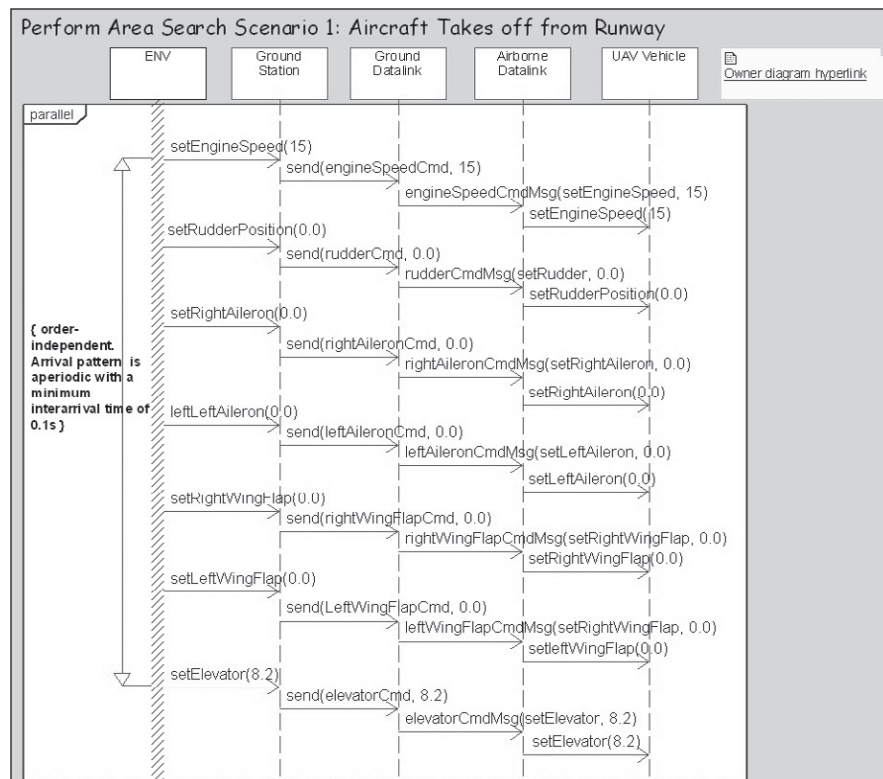 Perform Area Search Scenario 1: Aircraft Takes off from Runway
ENV
Ground
Station
Ground
Datalink
Airborne
Datalink
UAV Vehicle
Owner diagram hyperlink
parallel
setEngineSpeed(15)
send(engineSpeedCmd, 15)
engineSpeedCmdMsg(setEngineSpeed, 15)
setEngineSpeed(15)
setRudderPosition(0.0)
send(rudderCmd, 0.0)
rudderCmdMsg(setRudder, 0.0)
setRudderPosition(0.0)
setRightAileron(0.0)
send(rightAileronCmd, 0.0)
rightAileronCmdMsg(setRightAileron, 0.0)
setRightAileron(0.0)
{ order-
independent.
Arrival pattern is
aperiodic with a
minimum
interarrival time of
0.1s }
leftLeftAileron(0.0)
send(leftAileronCmd, 0.0)
leftAileronCmdMsg(setLeftAileron, 0.0)
setLeftAileron(0.0)
setRightWingFlap(0.0)
send(rightWingFlapCmd, 0.0)
rightWingFlapCmdMsg(setRightWingFlap, 0.0)
setRightWingFlap(0.0)
setLeftWingFlap(0.0)
send(LeftWingFlapCmd, 0.0)
leftWingFlapCmdMsg(setRightWingFlap, 0.0)
setleftWingFlap(0.0)
setElevator(8.2)
send(elevatorCmd, 8.2)
elevatorCmdMsg(setElevator, 8.2)
setElevator(8.2)